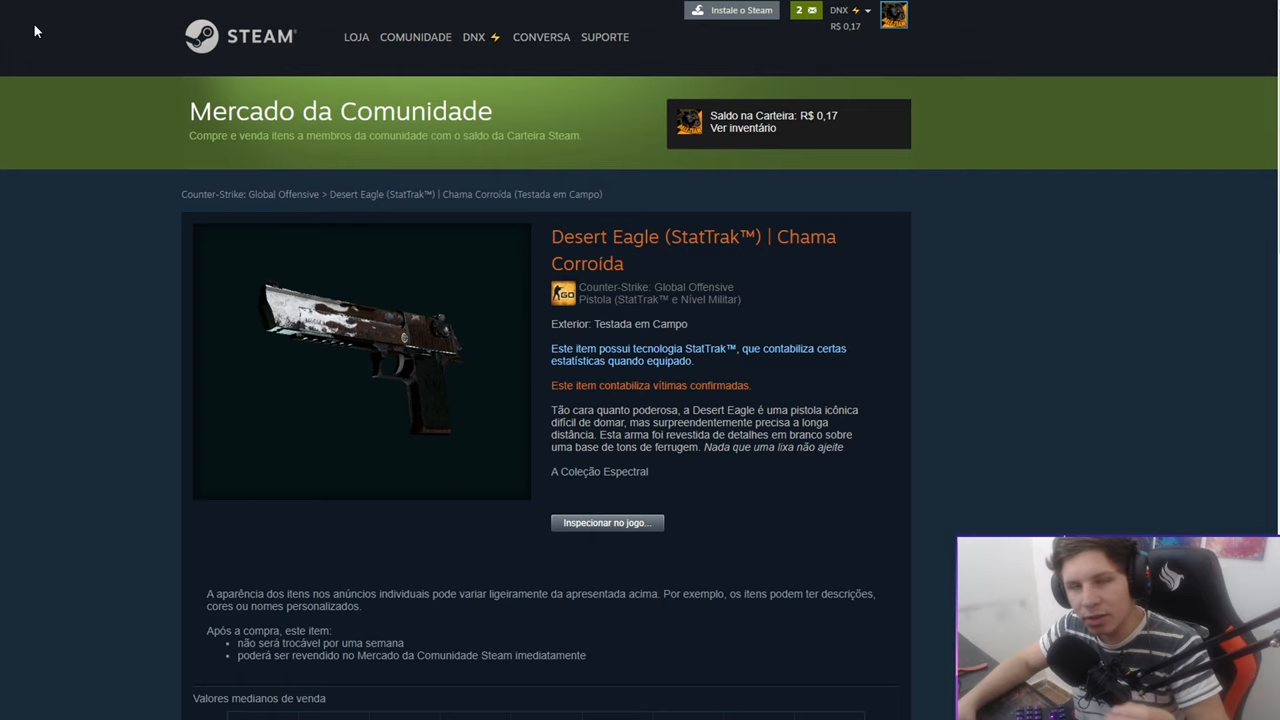 Instale o Steam
2
DNX ⚡
R$ 0,17
STEAM®
LOJA COMUNIDADE DNX ⚡ CONVERSA SUPORTE
Mercado da Comunidade
Compre e venda itens a membros da comunidade com o saldo da Carteira Steam.
Saldo na Carteira: R$ 0,17
Ver inventário
Counter-Strike: Global Offensive > Desert Eagle (StatTrak™) | Chama Corroída (Testada em Campo)
Desert Eagle (StatTrak™) | Chama
Corroída
GO
Counter-Strike: Global Offensive
Pistola (StatTrak™ e Nível Militar)
Exterior: Testada em Campo
Este item possui tecnologia StatTrak™, que contabiliza certas
estatísticas quando equipado.
Este item contabiliza vítimas confirmadas.
Tão cara quanto poderosa, a Desert Eagle é uma pistola icônica
difícil de domar, mas surpreendentemente precisa a longa
distância. Esta arma foi revestida de detalhes em branco sobre
uma base de tons de ferrugem. Nada que uma lixa não ajeite
A Coleção Espectral
Inspecionar no jogo...
A aparência dos itens nos anúncios individuais pode variar ligeiramente da apresentada acima. Por exemplo, os itens podem ter descrições,
cores ou nomes personalizados.
Após a compra, este item:
• não será trocável por uma semana
• poderá ser revendido no Mercado da Comunidade Steam imediatamente
Valores medianos de venda